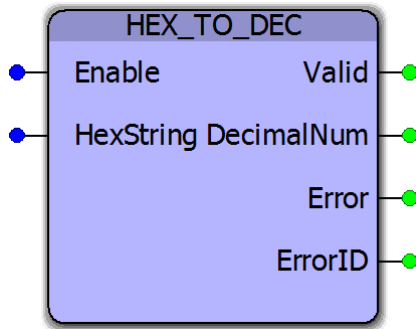 HEX_TO_DEC
Enable Valid
HexString DecimalNum
Error
ErrorID